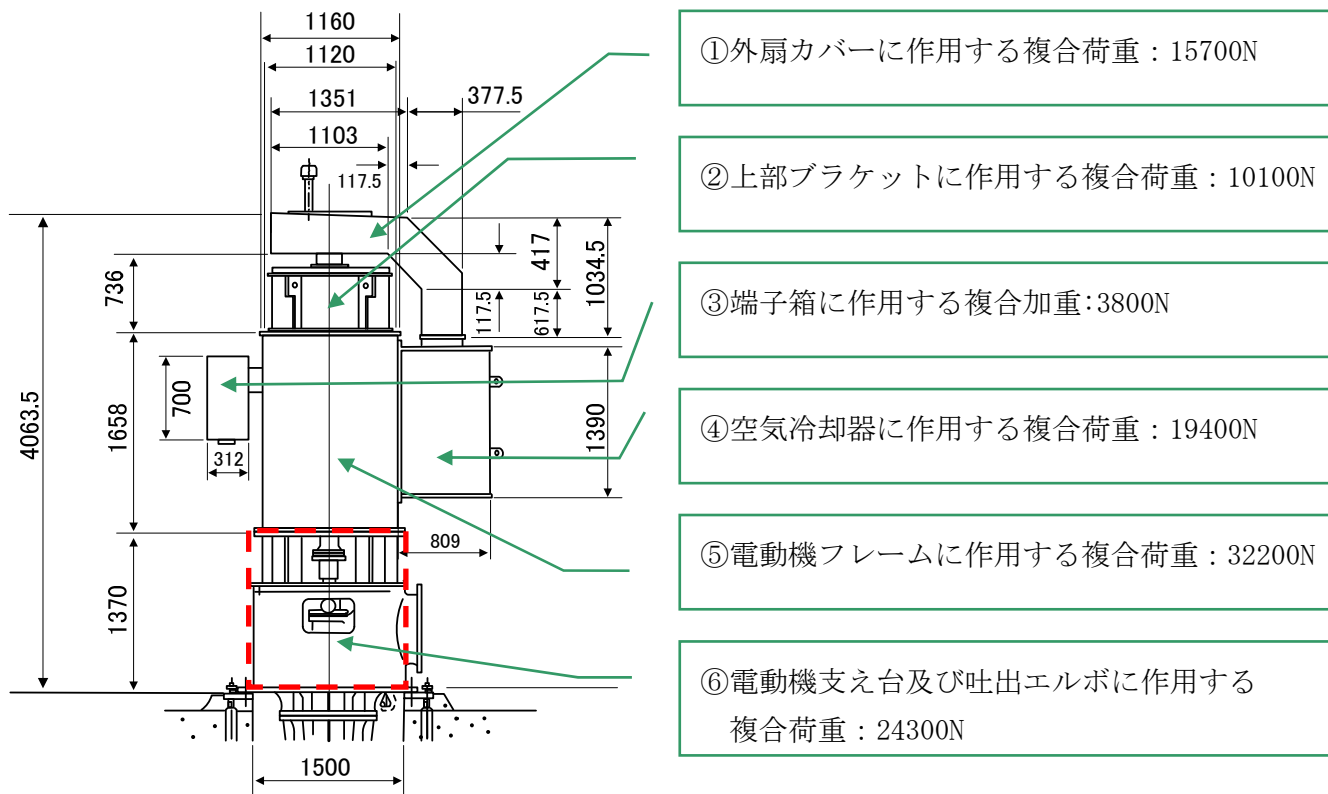 1160
1120
1351
377.5
1103
117.5
4063.5
736
1658
1370
700
312
417
1034.5
117.5
617.5
1390
809
1500
①外扇カバーに作用する複合荷重：15700N
②上部ブラケットに作用する複合荷重：10100N
③端子箱に作用する複合加重:3800N
④空気冷却器に作用する複合荷重：19400N
⑤電動機フレームに作用する複合荷重：32200N
⑥電動機支え台及び吐出エルボに作用する
複合荷重：24300N